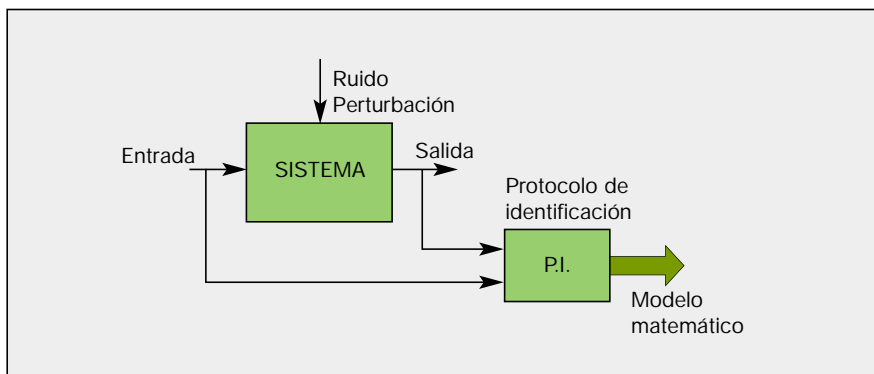 Ruido
Perturbación
Entrada
SISTEMA
Salida
Protocolo de
identificación
P.I.
Modelo
matemático